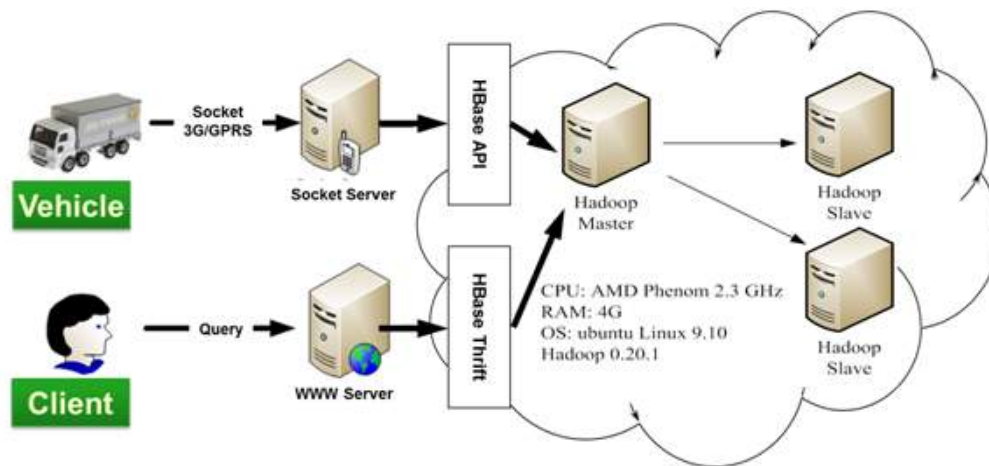 Socket
3G/GPRS
Vehicle
Socket Server
HBase API
Hadoop
Master
Hadoop
Slave
Client
Query
WWW Server
HBase Thrift
CPU: AMD Phenom 2.3 GHz
RAM: 4G
OS: ubuntu Linux 9.10
Hadoop 0.20.1
Hadoop
Slave